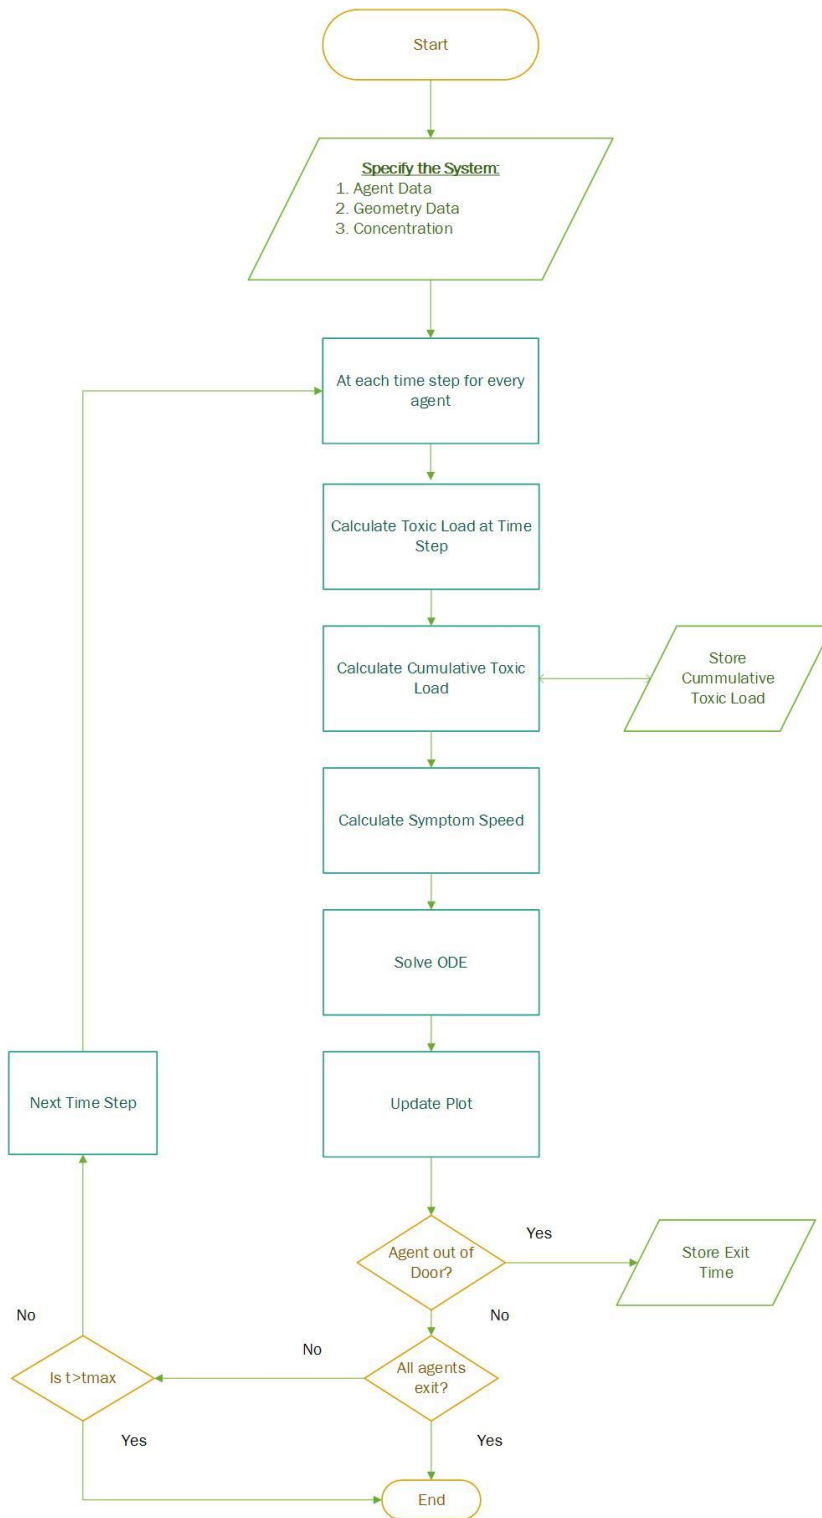 Start
Specify the System:
1. Agent Data
2. Geometry Data
3. Concentration
At each time step for every
agent
Calculate Toxic Load at Time
Step
Calculate Cumulative Toxic
Load
Store
Cummulative
Toxic Load
Calculate Symptom Speed
Solve ODE
Next Time Step
Update Plot
Agent out of
Door?
Yes
Store Exit
Time
No
No
No
Is t>tmax
All agents
exit?
Yes
Yes
End